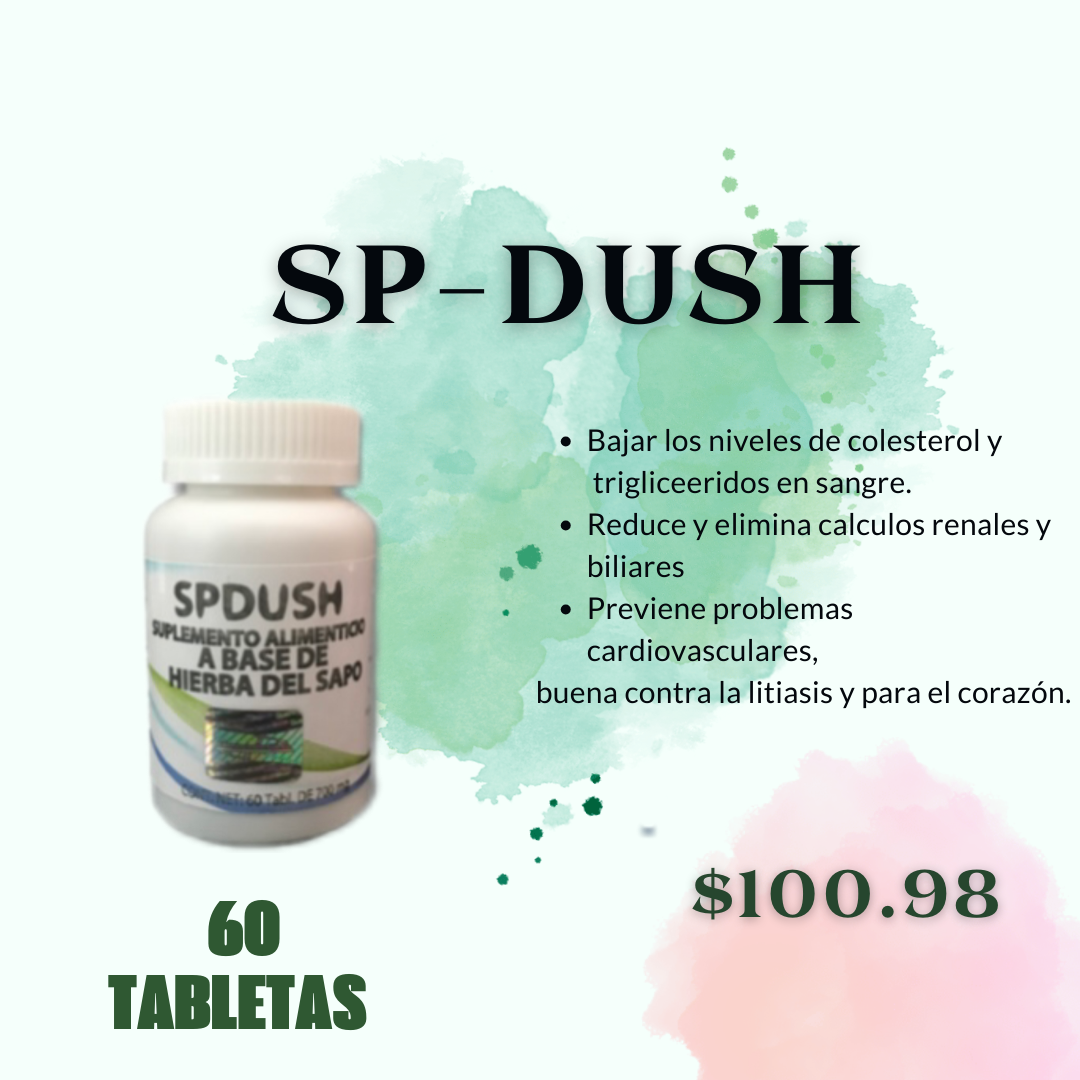 SP-DUSH
Bajar los niveles de colesterol y
trigliceeridos en sangre.
Reduce y elimina calculos renales y
biliares
Previene problemas
cardiovasculares,
buena contra la litiasis y para el corazón.
SPDUSH
SUPLEMENTO ALIMENTICIO
A BASE DE
HIERBA DEL SAPO
NET: 60 Tabl. DE 700 mg
$100.98
60
TABLETAS